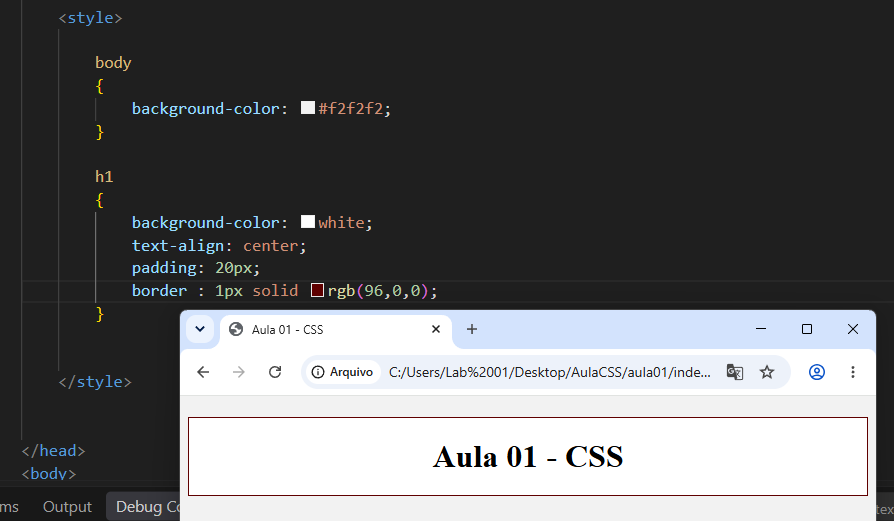 <style>
body
{
background-color: #f2f2f2;
}
h1
{
background-color: white;
text-align: center;
padding: 20px;
border : 1px solid rgb(96,0,0);
}
</style>
</head>
<body>
Aula 01 - CSS
Arquivo C:/Users/Lab%2001/Desktop/AulaCSS/aula01/inde...
Aula 01 - CSS
Output Debug